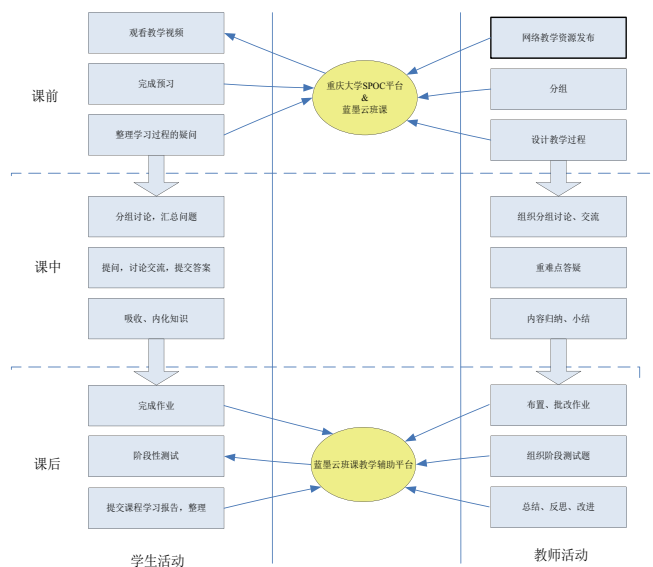 观看教学视频
网络教学资源发布
课前
完成预习
重庆大学SPOC平台
&
蓝墨云班课
分组
整理学习过程的疑问
设计教学过程
分组讨论，汇总问题
组织分组讨论、交流
课中
提问，讨论交流，提交答案
重难点答疑
吸收、内化知识
内容归纳、小结
完成作业
布置、批改作业
课后
阶段性测试
蓝墨云班课教学辅助平台
组织阶段测试题
提交课程学习报告，整理
总结、反思、改进
学生活动
教师活动